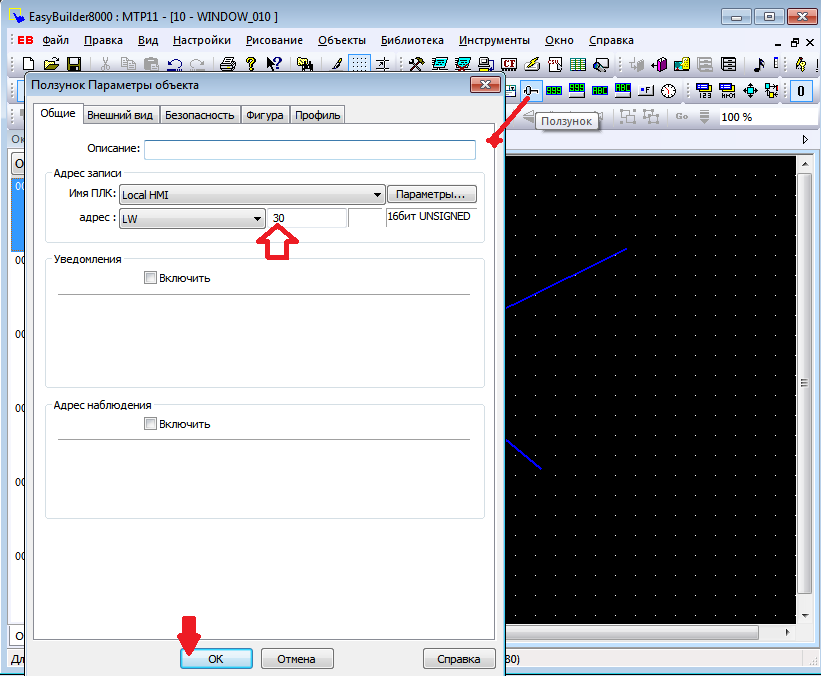 EasyBuilder8000 : MTP11 - [10 - WINDOW_010 ]
EB Файл Правка Вид Настройки Рисование Объекты Библиотека Инструменты Окно Справка
Ползунок Параметры объекта
Ползунок
100 %
Общие Внешний вид Безопасность Фигура Профиль
Описание:
Адрес записи
Имя ПЛК: Local HMI Параметры...
адрес : LW 30 16бит UNSIGNED
Уведомления
Включить
Адрес наблюдения
Включить
OK Отмена Справка